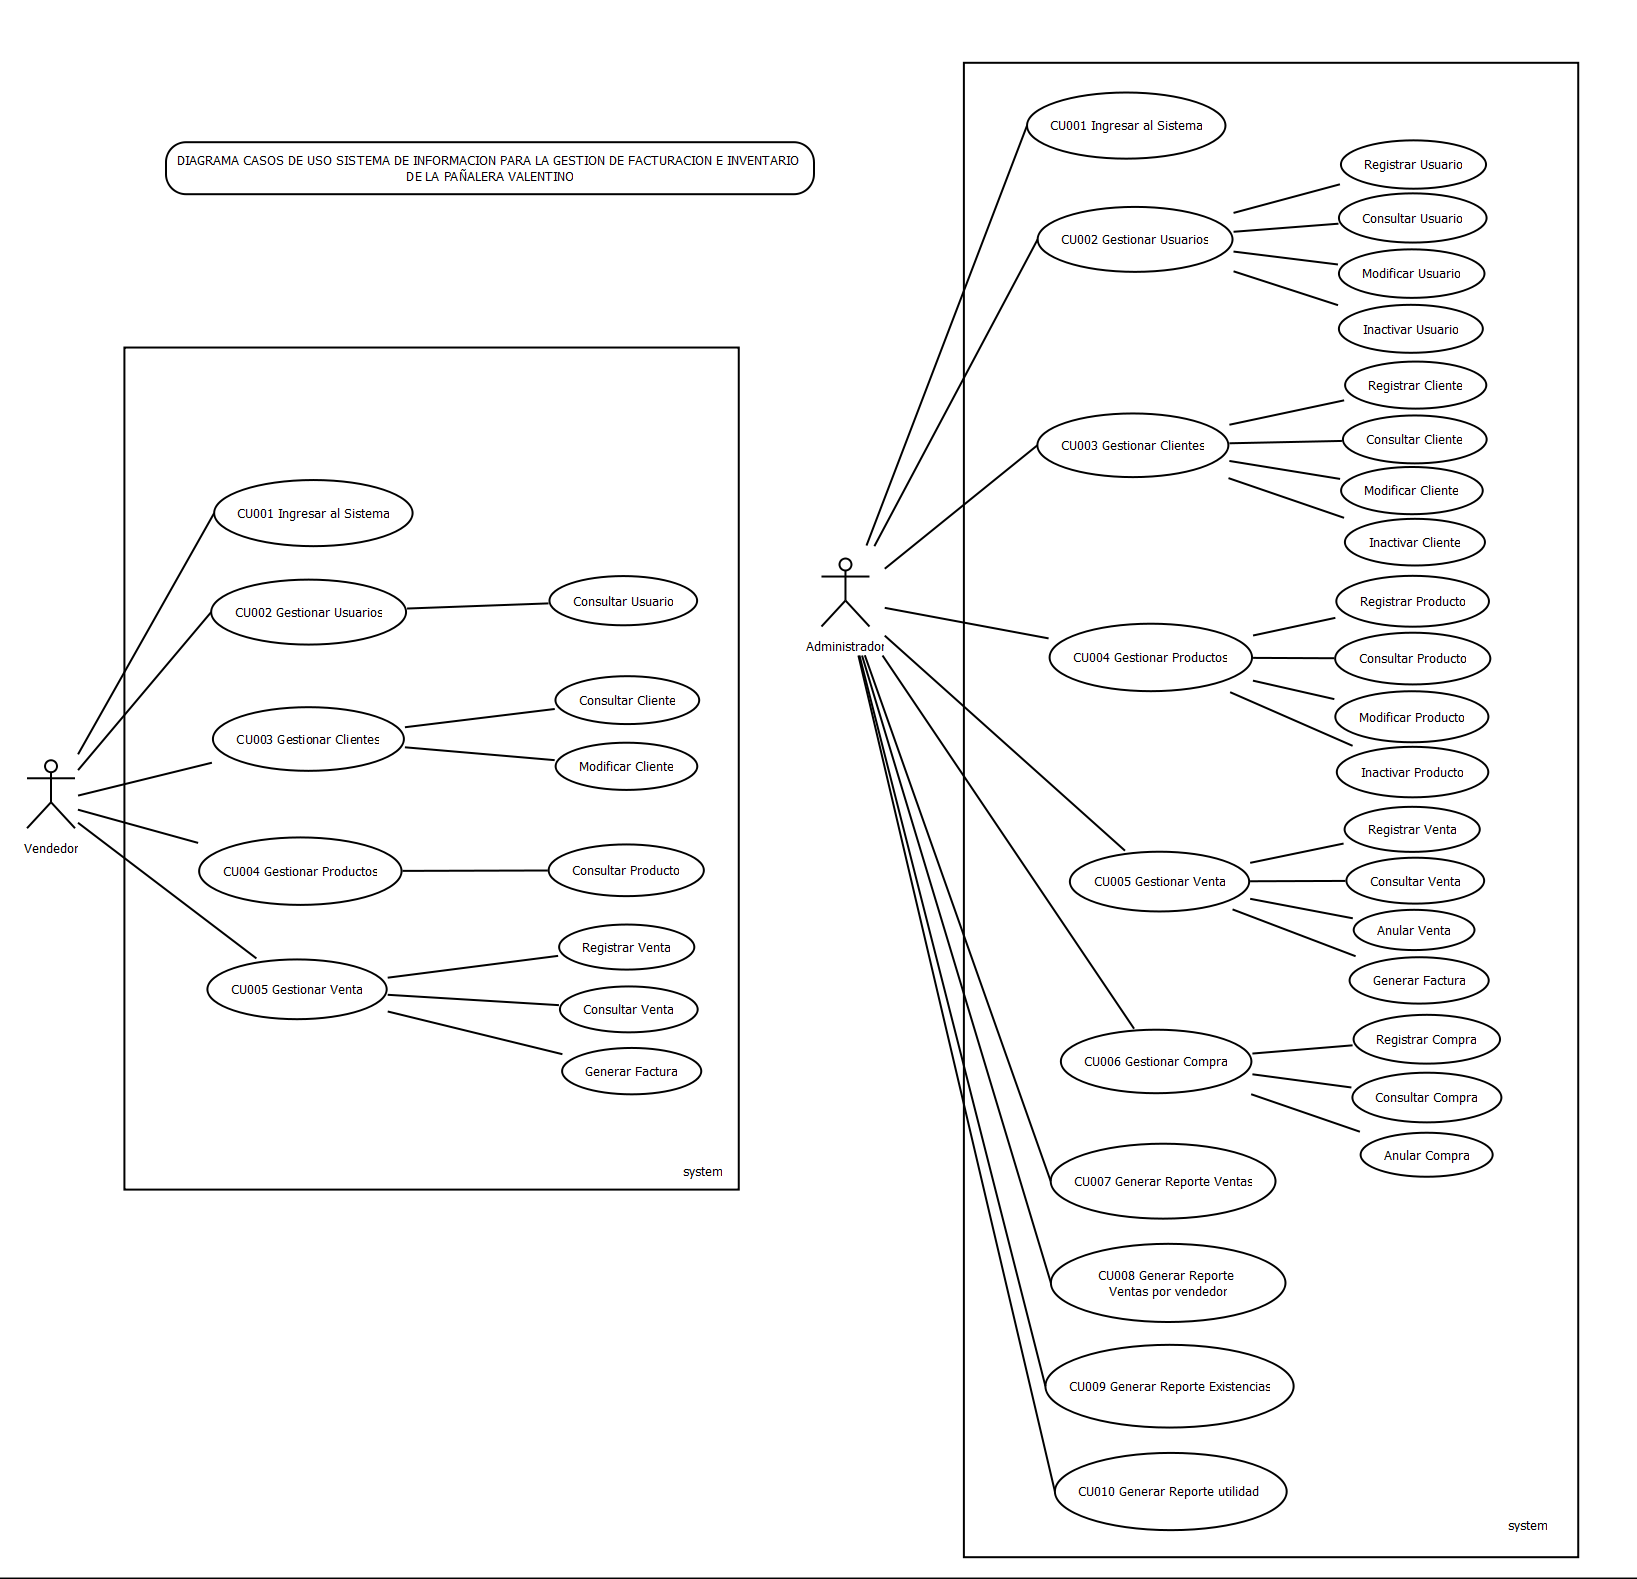 DIAGRAMA CASOS DE USO SISTEMA DE INFORMACION PARA LA GESTION DE FACTURACION E INVENTARIO
DE LA PAÑALERA VALENTINO
Vendedor
CU001 Ingresar al Sistema
CU002 Gestionar Usuarios
Consultar Usuario
CU003 Gestionar Clientes
Consultar Cliente
Modificar Cliente
CU004 Gestionar Productos
Consultar Producto
CU005 Gestionar Venta
Registrar Venta
Consultar Venta
Generar Factura
system
Administrador
CU001 Ingresar al Sistema
CU002 Gestionar Usuarios
Registrar Usuario
Consultar Usuario
Modificar Usuario
Inactivar Usuario
CU003 Gestionar Clientes
Registrar Cliente
Consultar Cliente
Modificar Cliente
Inactivar Cliente
CU004 Gestionar Productos
Registrar Producto
Consultar Producto
Modificar Producto
Inactivar Producto
CU005 Gestionar Venta
Registrar Venta
Consultar Venta
Anular Venta
Generar Factura
CU006 Gestionar Compra
Registrar Compra
Consultar Compra
Anular Compra
CU007 Generar Reporte Ventas
CU008 Generar Reporte
Ventas por vendedor
CU009 Generar Reporte Existencias
CU010 Generar Reporte utilidad
system